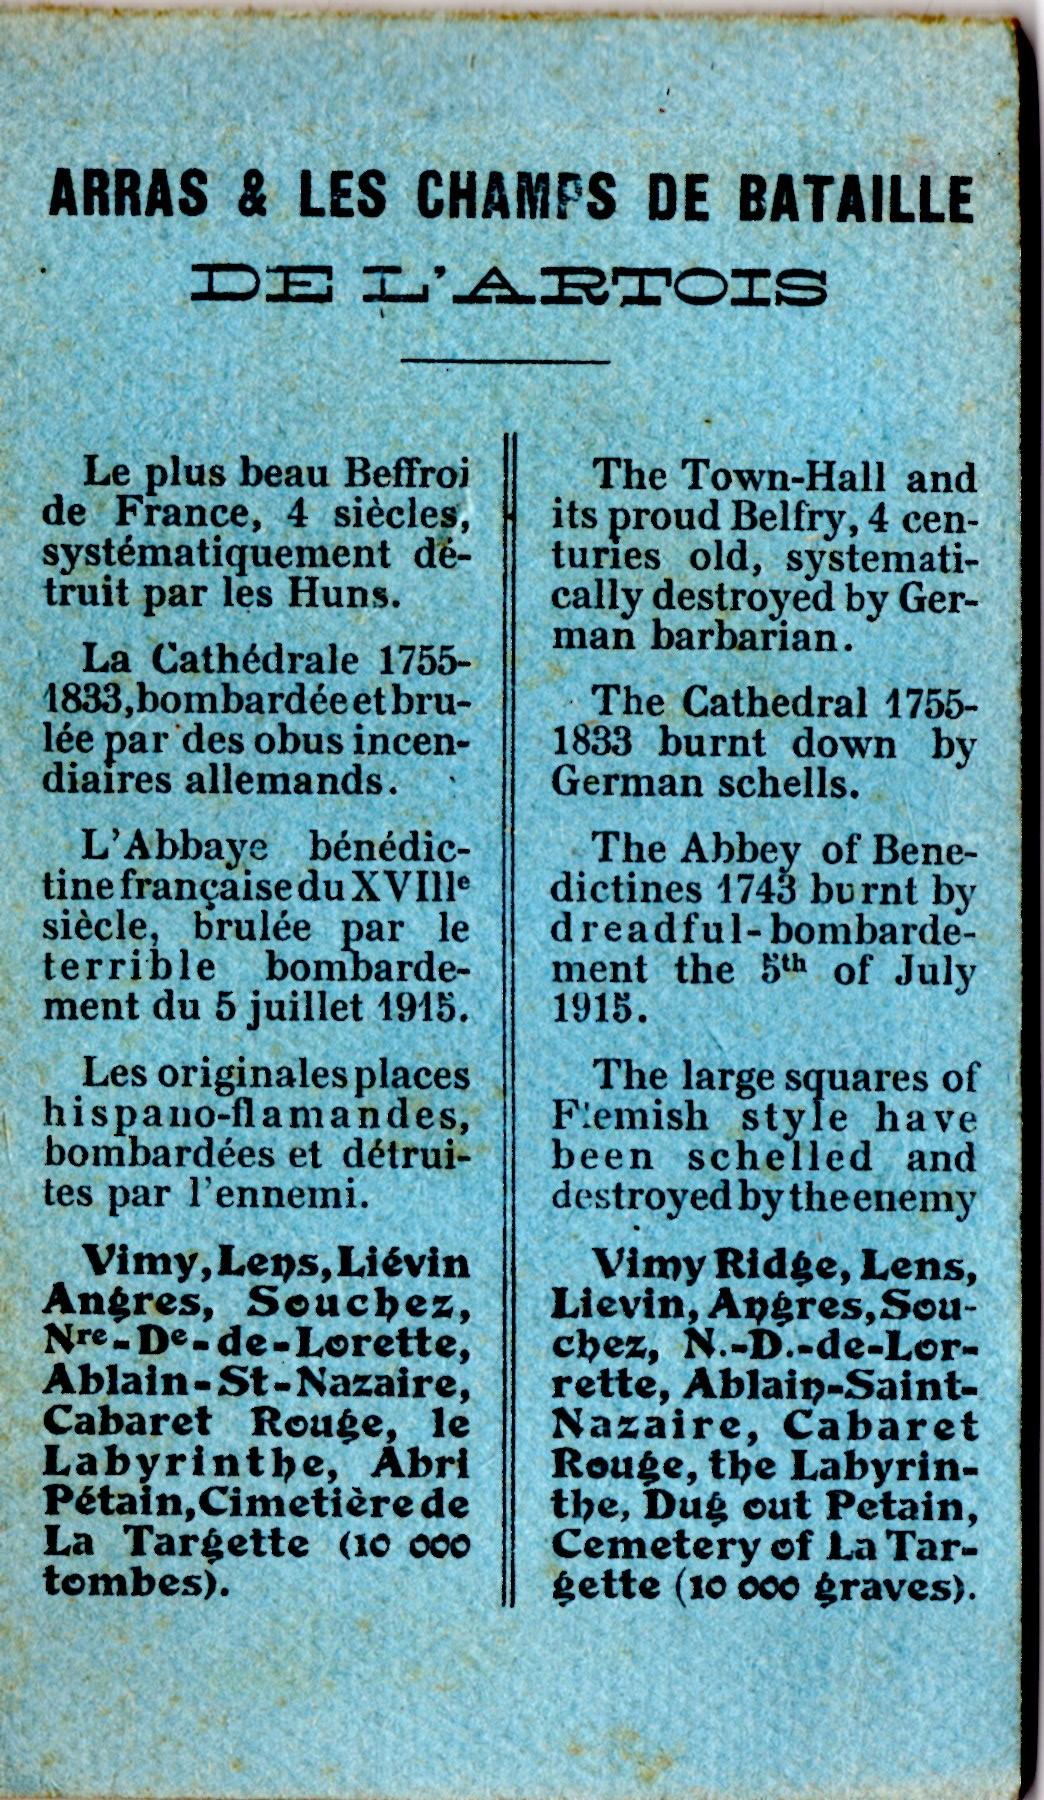 ARRAS & LES CHAMPS DE BATAILLE
DE L'ARTOIS
Le plus beau Beffroi
de France, 4 siècles,
systématiquement dé-
truit par les Huns.
La Cathédrale 1755-
1833, bombardée et bru-
lée par des obus incen-
diaires allemands.
L'Abbaye bénédic-
tine française du XVIIIe
siècle, brulée par le
terrible bombarde-
ment du 5 juillet 1915.
Les originales places
hispano-flamandes,
bombardées et détrui-
tes par l'ennemi.
Vimy, Lens, Liévin
Angres, Souchez,
Nre-De-de-Lorette,
Ablain-St-Nazaire,
Cabaret Rouge, le
Labyrinthe, Abri
Pétain, Cimetière de
La Targette (10 000
tombes).
The Town-Hall and
its proud Belfry, 4 cen-
turies old, systemati-
cally destroyed by Ger-
man barbarian.
The Cathedral 1755-
1833 burnt down by
German schells.
The Abbey of Bene-
dictines 1743 burnt by
dreadful-bombarde-
ment the 5th of July
1915.
The large squares of
Flemish style have
been schelled and
destroyed by the enemy
Vimy Ridge, Lens,
Lievin, Angres, Sou-
chez, N.-D.-de-Lor-
rette, Ablain-Saint-
Nazaire, Cabaret
Rouge, the Labyrin-
the, Dug out Petain,
Cemetery of La Tar-
gette (10 000 graves).